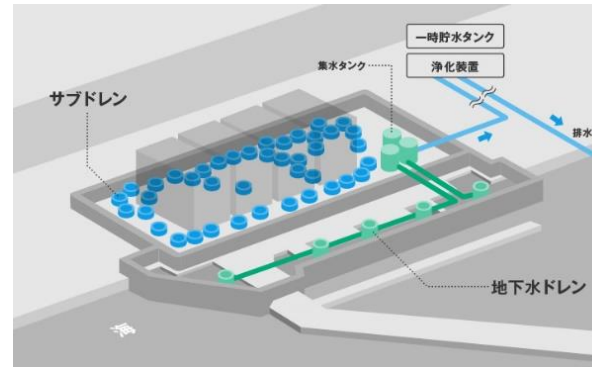 一時貯水タンク
集水タンク
浄化装置
サブドレン
排水
地下水ドレン
海